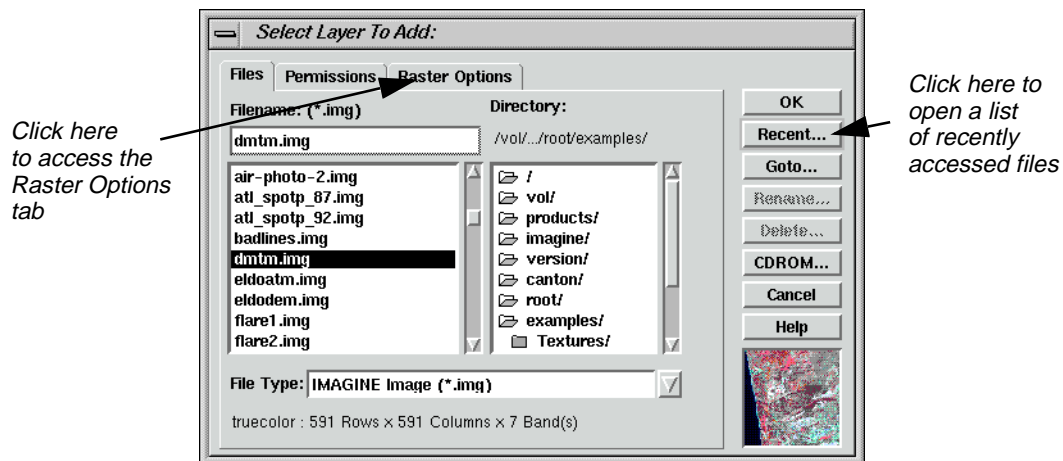 Select Layer To Add:
Files Permissions Raster Options
Filename: (*.img)
Directory:
dmtm.img
/vol/.../root/examples/
air-photo-2.img
atl_spotp_87.img
atl_spotp_92.img
badlines.img
dmtm.img
eldoatm.img
eldodem.img
flare1.img
flare2.img
/
vol/
products/
imagine/
version/
canton/
root/
examples/
Textures/
File Type: IMAGINE Image (*.img)
truecolor : 591 Rows x 591 Columns x 7 Band(s)
OK
Recent...
Goto...
Rename...
Delete...
CDROM...
Cancel
Help
Click here
to access the
Raster Options
tab
Click here to
open a list
of recently
accessed files